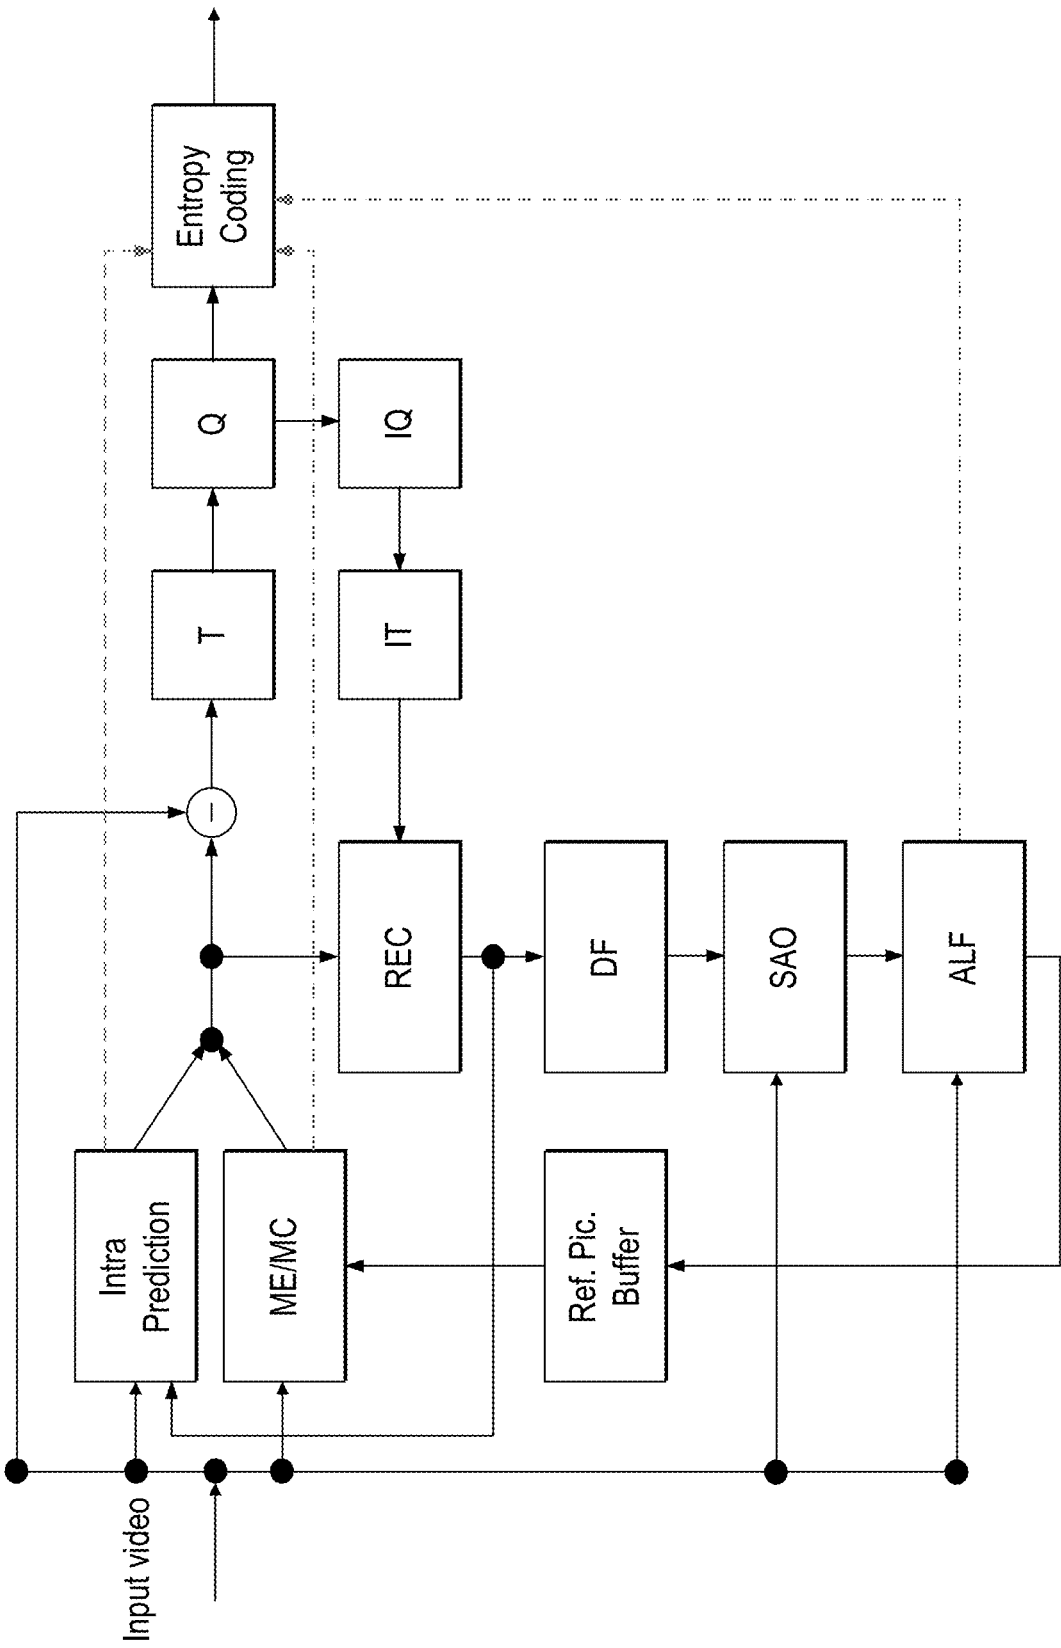 Input video
Intra
Prediction
ME/MC
Ref. Pic.
Buffer
REC
DF
SAO
ALF
–
T
Q
IT
IQ
Entropy
Coding